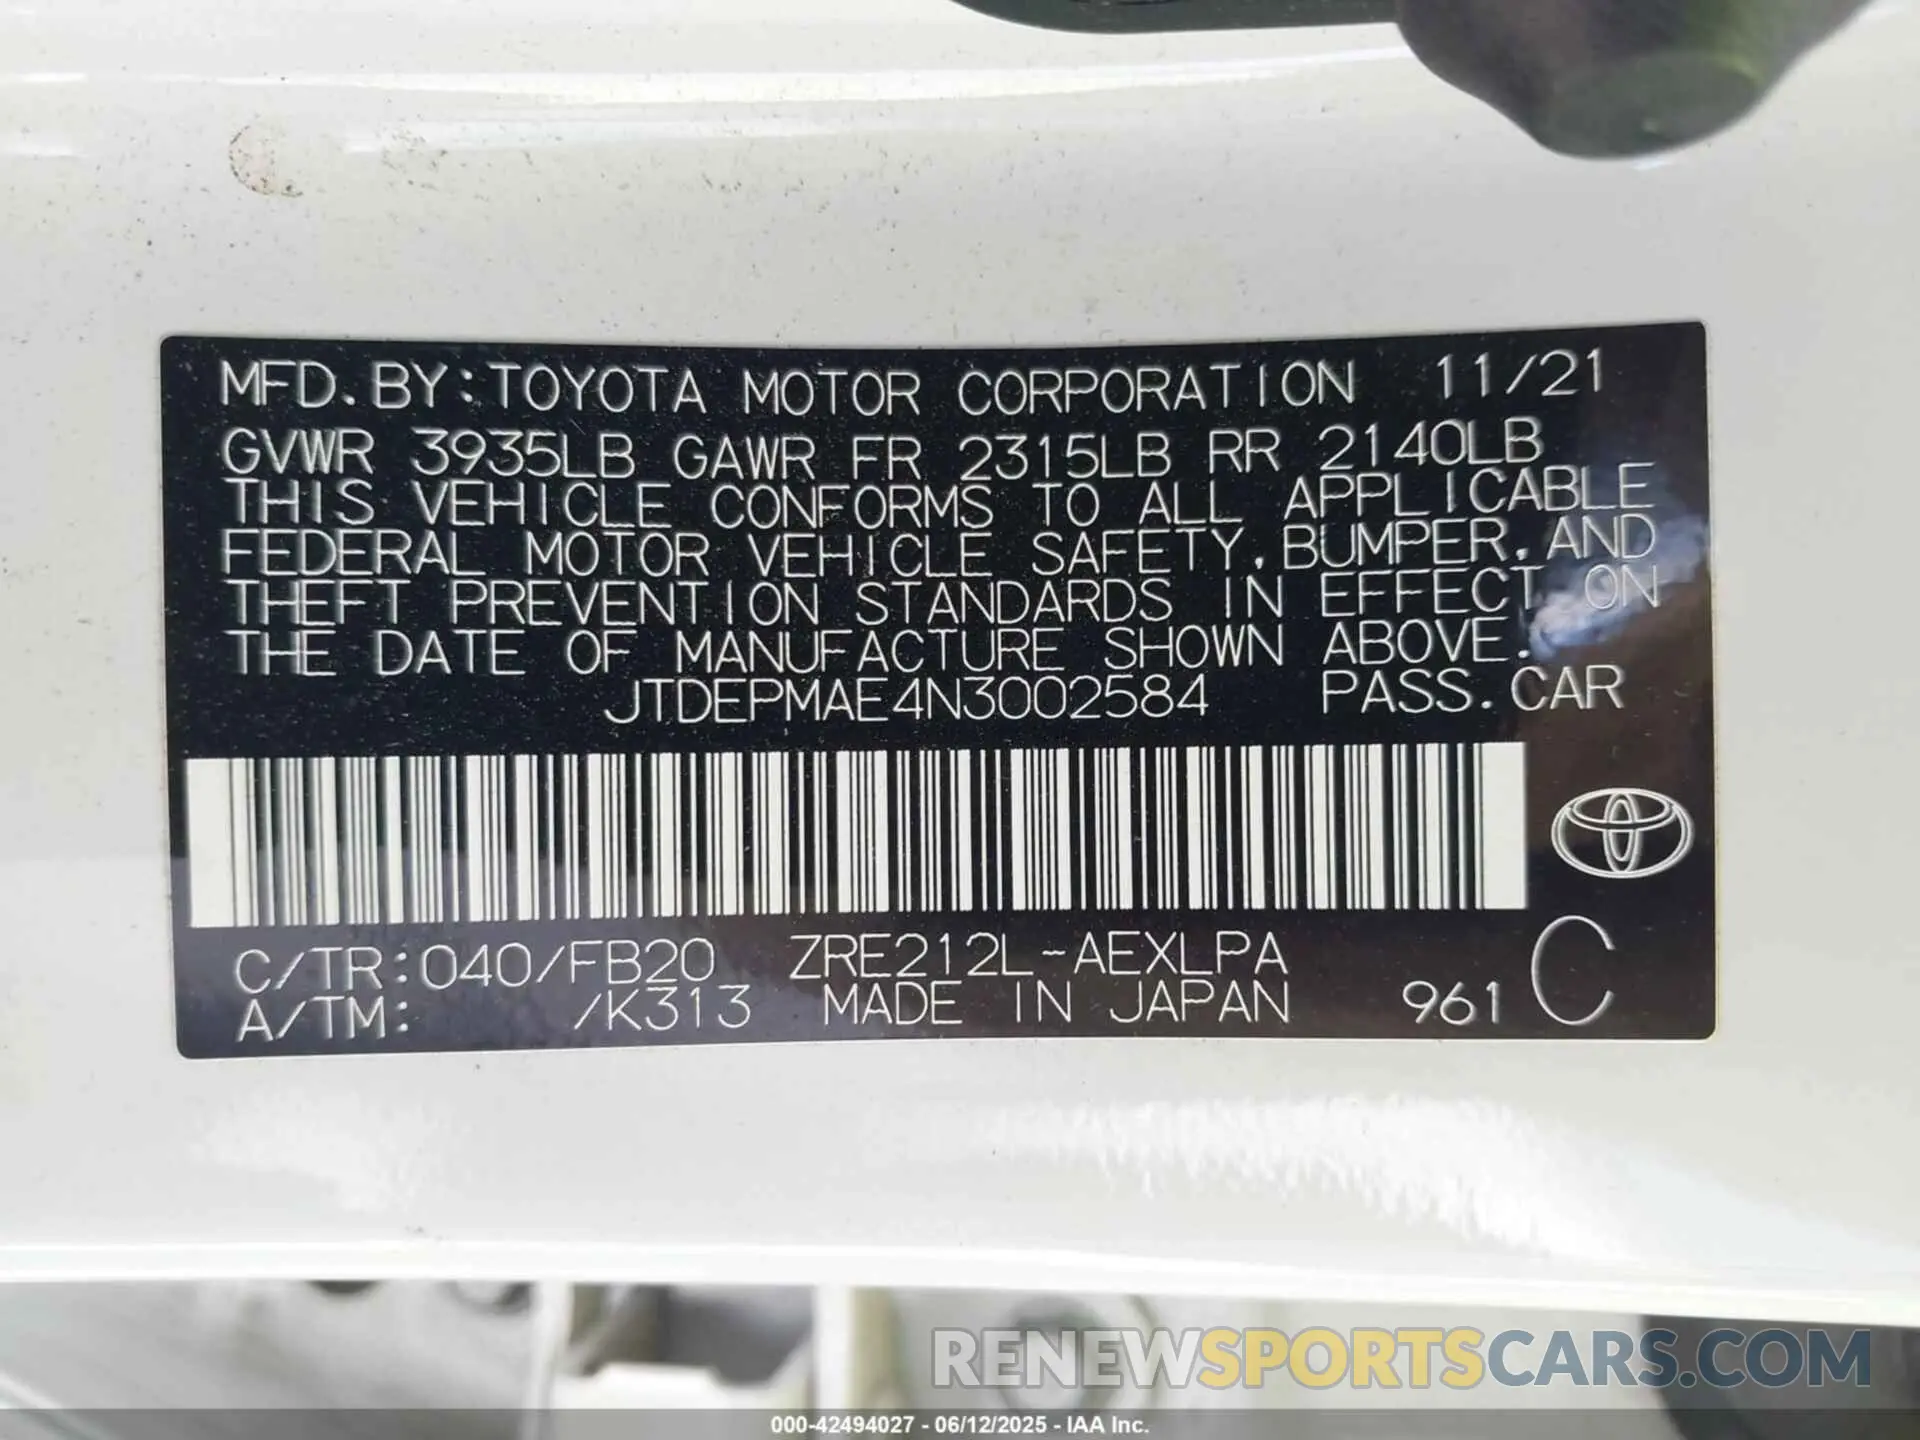 MFD. BY: TOYOTA MOTOR CORPORATION 11/21
GVWR 3935LB GAWR FR 2315LB RR 2140LB
THIS VEHICLE CONFORMS TO ALL APPLICABLE
FEDERAL MOTOR VEHICLE SAFETY, BUMPER, AND
THEFT PREVENTION STANDARDS IN EFFECT ON
THE DATE OF MANUFACTURE SHOWN ABOVE.
JTDEPMAE4N3002584 PASS. CAR
C/TR: 040/FB20 ZRE212L-AEXLPA
A/TM: /K313 MADE IN JAPAN 961 C
RENEWSPORTSCARS.COM
000-42494027 - 06/12/2025 - IAA Inc.